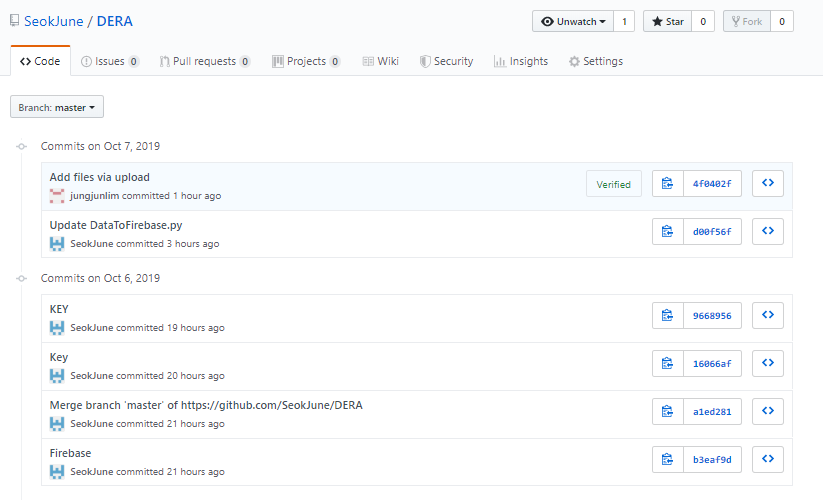 SeokJune / DERA
Unwatch 1 Star 0 Fork 0
Code Issues 0 Pull requests 0 Projects 0 Wiki Security Insights Settings
Branch: master
Commits on Oct 7, 2019
Add files via upload
jungjunlim committed 1 hour ago
Verified 4f0402f
Update DataToFirebase.py
SeokJune committed 3 hours ago
d00f56f
Commits on Oct 6, 2019
KEY
SeokJune committed 19 hours ago
9668956
Key
SeokJune committed 20 hours ago
16066af
Merge branch 'master' of https://github.com/SeokJune/DERA
SeokJune committed 21 hours ago
a1ed281
Firebase
SeokJune committed 21 hours ago
b3eaf9d